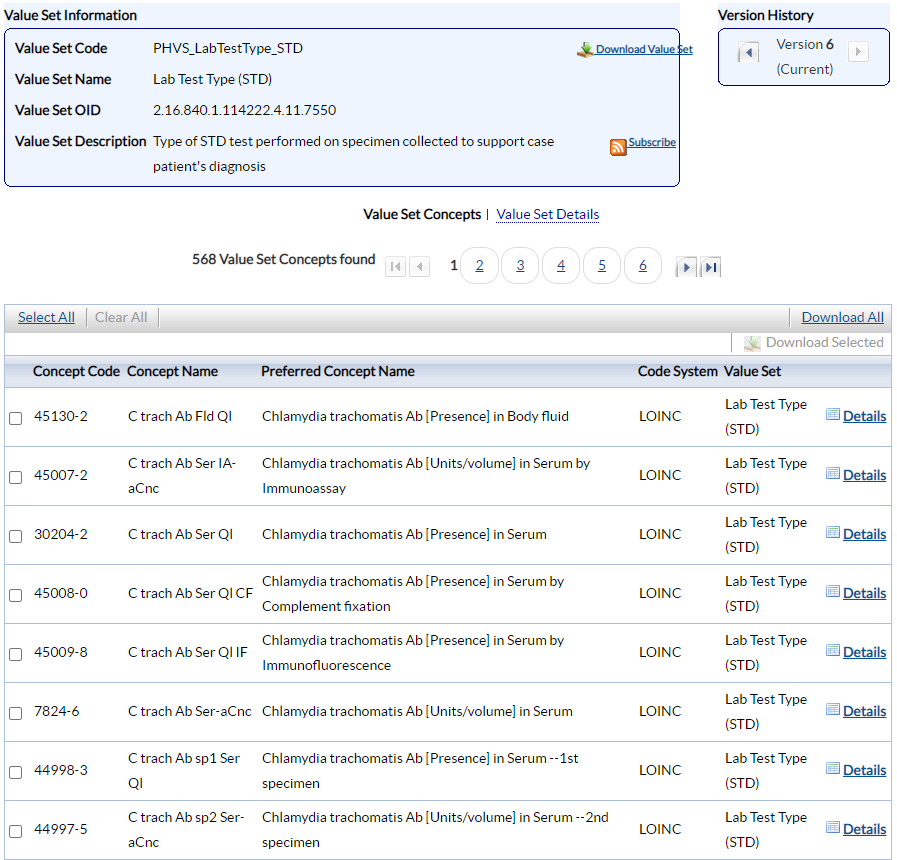 Value Set Information
Version History
Value Set Code PHVS_LabTestType_STD Download Value Set
Version 6
(Current)
Value Set Name Lab Test Type (STD)
Value Set OID 2.16.840.1.114222.4.11.7550
Value Set Description Type of STD test performed on specimen collected to support case Subscribe
patient's diagnosis
Value Set Concepts | Value Set Details
568 Value Set Concepts found 1 2 3 4 5 6
Select All Clear All Download All
Download Selected
Concept Code Concept Name Preferred Concept Name Code System Value Set
45130-2 C trach Ab Fld Ql Chlamydia trachomatis Ab [Presence] in Body fluid LOINC Lab Test Type
(STD) Details
45007-2 C trach Ab Ser IA- Chlamydia trachomatis Ab [Units/volume] in Serum by LOINC Lab Test Type
aCnc Immunoassay (STD) Details
30204-2 C trach Ab Ser Ql Chlamydia trachomatis Ab [Presence] in Serum LOINC Lab Test Type
(STD) Details
45008-0 C trach Ab Ser Ql CF Chlamydia trachomatis Ab [Presence] in Serum by LOINC Lab Test Type
Complement fixation (STD) Details
45009-8 C trach Ab Ser Ql IF Chlamydia trachomatis Ab [Presence] in Serum by LOINC Lab Test Type
Immunofluorescence (STD) Details
7824-6 C trach Ab Ser-aCnc Chlamydia trachomatis Ab [Units/volume] in Serum LOINC Lab Test Type
(STD) Details
44998-3 C trach Ab sp1 Ser Chlamydia trachomatis Ab [Presence] in Serum --1st LOINC Lab Test Type
Ql specimen (STD) Details
44997-5 C trach Ab sp2 Ser- Chlamydia trachomatis Ab [Units/volume] in Serum --2nd LOINC Lab Test Type
aCnc specimen (STD) Details